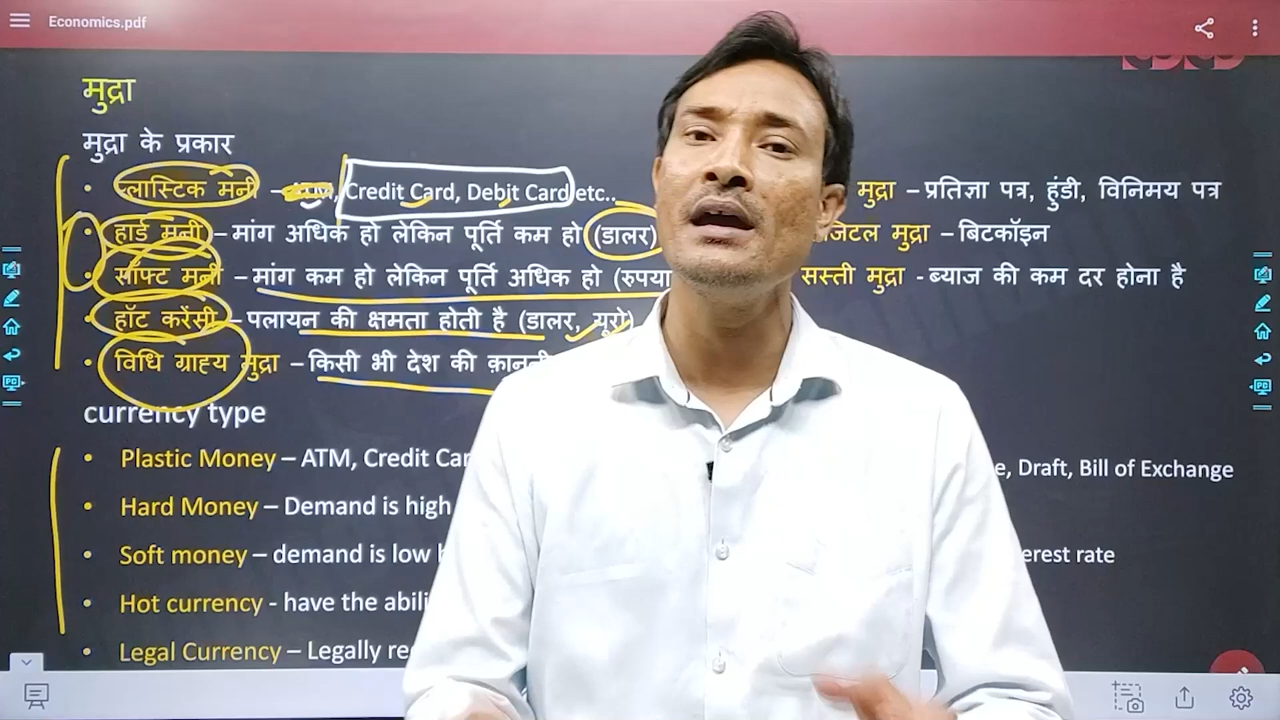 Economics.pdf
मुद्रा
मुद्रा के प्रकार
• प्लास्टिक मनी – ATM, Credit Card, Debit Card etc..
• हार्ड मनी – मांग अधिक हो लेकिन पूर्ति कम हो (डालर)
• सॉफ्ट मनी – मांग कम हो लेकिन पूर्ति अधिक हो (रुपया
• हॉट करेंसी – पलायन की क्षमता होती है (डालर, यूरो)
• विधि ग्राह्य मुद्रा – किसी भी देश की
मुद्रा – प्रतिज्ञा पत्र, हुंडी, विनिमय पत्र
मुद्रा – बिटकॉइन
सस्ती मुद्रा - ब्याज की कम दर होना है
currency type
• Plastic Money – ATM, Credit Car
• Hard Money – Demand is high
• Soft money – demand is low
• Hot currency - have the abili
• Legal Currency – Legally re
e, Draft, Bill of Exchange
erest rate